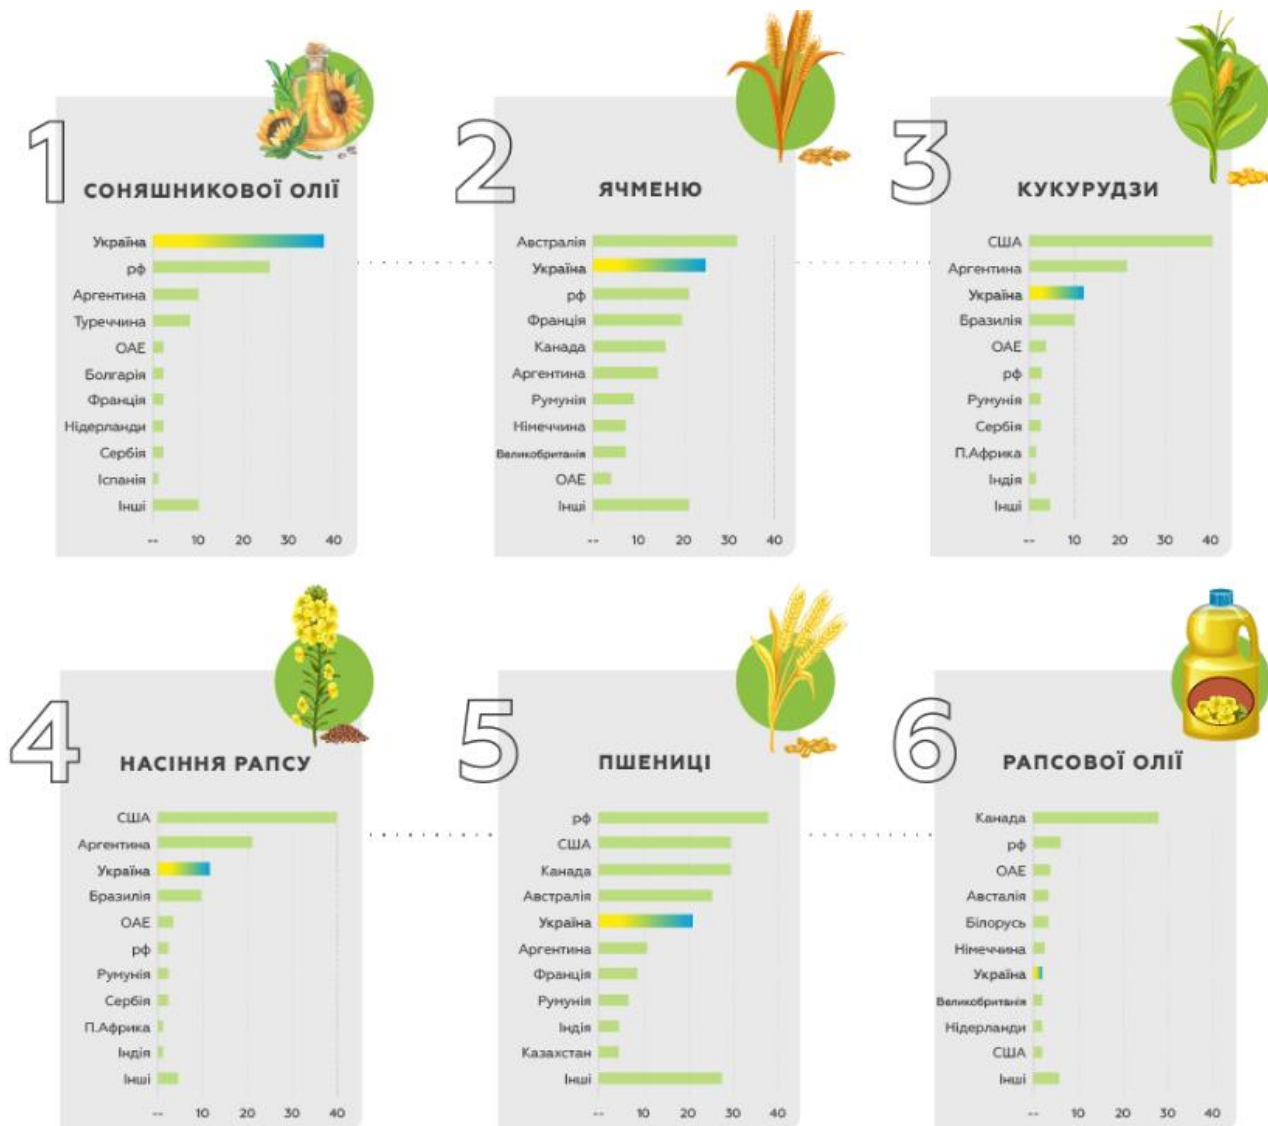 1
СОНЯШНИКОВОЇ ОЛІЇ
Україна
рф
Аргентина
Туреччина
ОАЕ
Болгарія
Франція
Нідерланди
Сербія
Іспанія
Інші
-- 10 20 30 40
2
ЯЧМЕНЮ
Австралія
Україна
рф
Франція
Канада
Аргентина
Румунія
Німеччина
Великобританія
ОАЕ
Інші
-- 10 20 30 40
3
КУКУРУДЗИ
США
Аргентина
Україна
Бразилія
ОАЕ
рф
Румунія
Сербія
П.Африка
Індія
Інші
-- 10 20 30 40
4
НАСІННЯ РАПСУ
США
Аргентина
Україна
Бразилія
ОАЕ
рф
Румунія
Сербія
П.Африка
Індія
Інші
-- 10 20 30 40
5
ПШЕНИЦІ
рф
США
Канада
Австралія
Україна
Аргентина
Франція
Румунія
Індія
Казахстан
Інші
-- 10 20 30 40
6
РАПСОВОЇ ОЛІЇ
Канада
рф
ОАЕ
Австалія
Білорусь
Німеччина
Україна
Великобританія
Нідерланди
США
Інші
-- 10 20 30 40